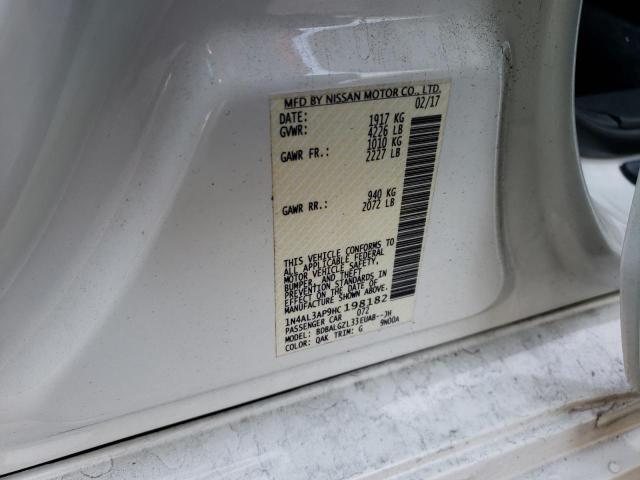 MFD BY NISSAN MOTOR CO., LTD.
DATE: 02/17
GVWR: 1917 KG
4226 LB
GAWR FR.: 1010 KG
2227 LB
GAWR RR.: 940 KG
2072 LB
THIS VEHICLE CONFORMS TO
ALL APPLICABLE FEDERAL
MOTOR VEHICLE SAFETY,
BUMPER, AND THEFT
PREVENTION STANDARDS IN
EFFECT ON THE DATE OF
MANUFACTURE SHOWN ABOVE.
1N4AL3AP9HC198182
PASSENGER CAR 072
MODEL: BDBALGZL33EUAB--JH
COLOR: QAK TRIM: G 9N00A